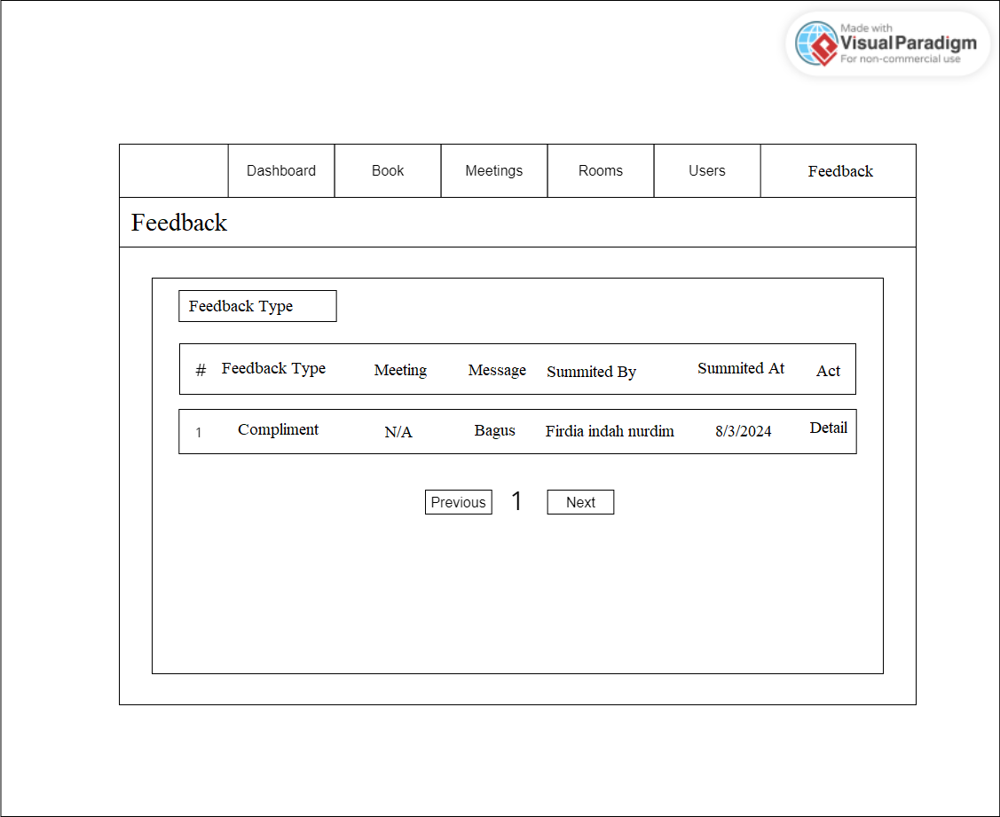 Made with
Visual Paradigm
For non-commercial use
Dashboard Book Meetings Rooms Users Feedback
Feedback
Feedback Type
# Feedback Type Meeting Message Summited By Summited At Act
1 Compliment N/A Bagus Firdia indah nurdim 8/3/2024 Detail
Previous 1 Next